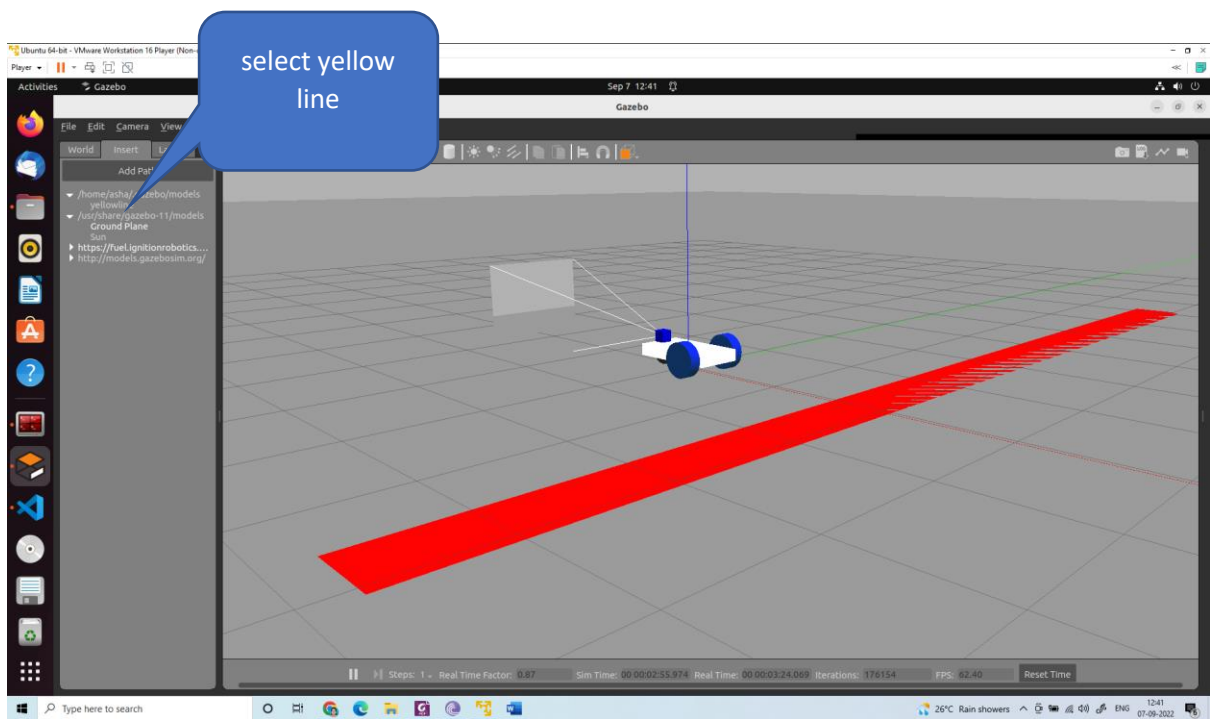 select yellow
line
Ubuntu 64-bit - VMware Workstation 16 Player (Non-
Player
Activities
Gazebo
Sep 7 12:41
Gazebo
File Edit Camera View
World Insert
Add Pat
/home/asha/.gazebo/models
yellowline
/usr/share/gazebo-11/models
Ground Plane
Sun
https://fuel.ignitionrobotics....
http://models.gazebosim.org/
Steps: 1 Real Time Factor: 0.87 Sim Time: 00 00:02:55.974 Real Time: 00 00:03:24.069 Iterations: 176154 FPS: 62.40 Reset Time
Type here to search
26°C Rain showers
ENG
12:41
07-09-2022